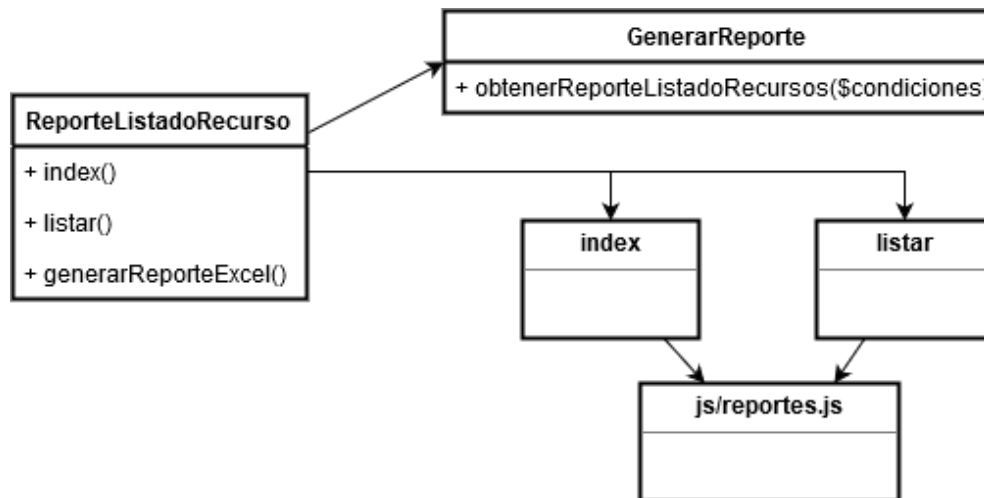 GenerarReporte
+ obtenerReporteListadoRecursos($condiciones)
ReporteListadoRecurso
+ index()
+ listar()
+ generarReporteExcel()
index
listar
js/reportes.js